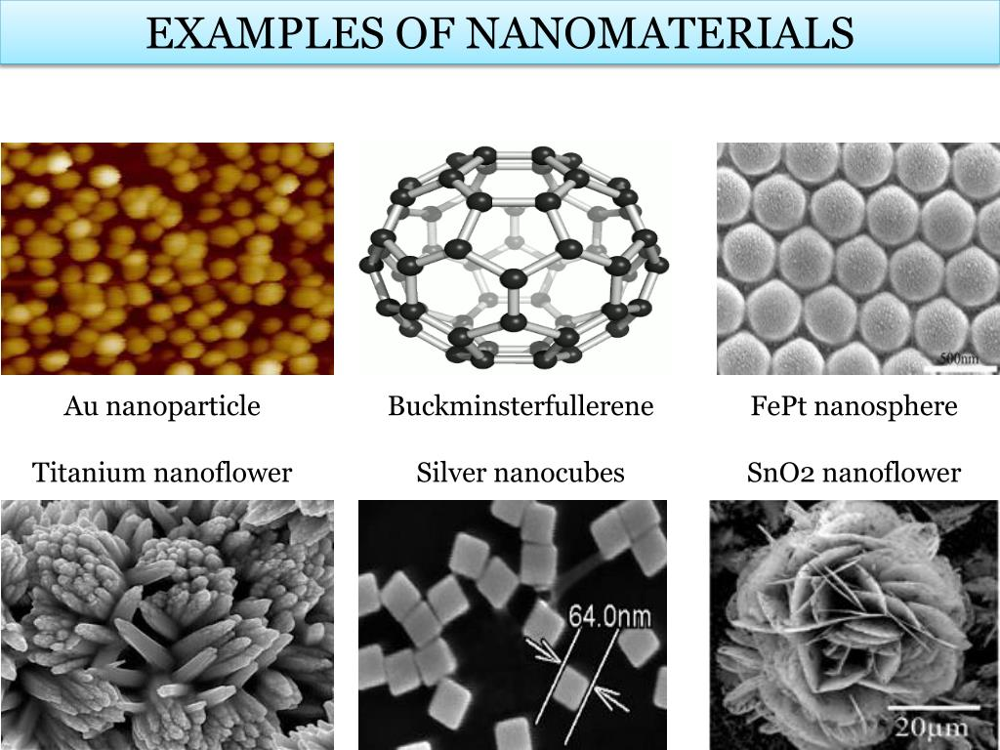 EXAMPLES OF NANOMATERIALS
500nm
Au nanoparticle
Buckminsterfullerene
FePt nanosphere
Titanium nanoflower
Silver nanocubes
SnO2 nanoflower
64.0nm
20μm